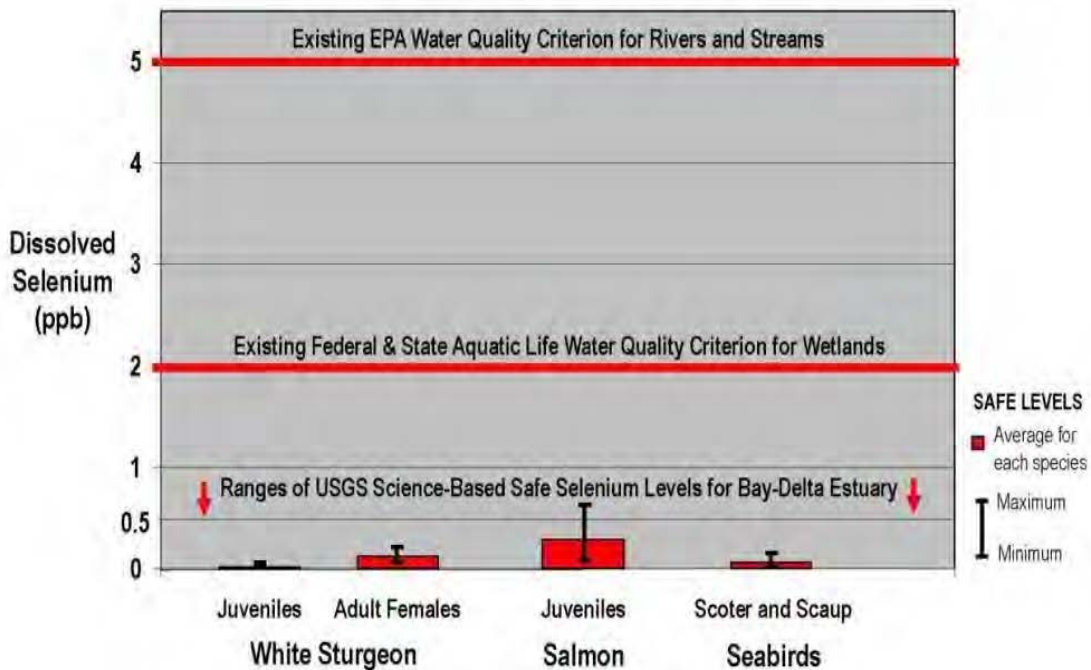 Existing EPA Water Quality Criterion for Rivers and Streams
5
4
Dissolved
Selenium
(ppb)
3
Existing Federal & State Aquatic Life Water Quality Criterion for Wetlands
2
1
Ranges of USGS Science-Based Safe Selenium Levels for Bay-Delta Estuary
0.5
0
SAFE LEVELS
Average for
each species
Maximum
Minimum
Juveniles
Adult Females
Juveniles
Scoter and Scaup
White Sturgeon
Salmon
Seabirds